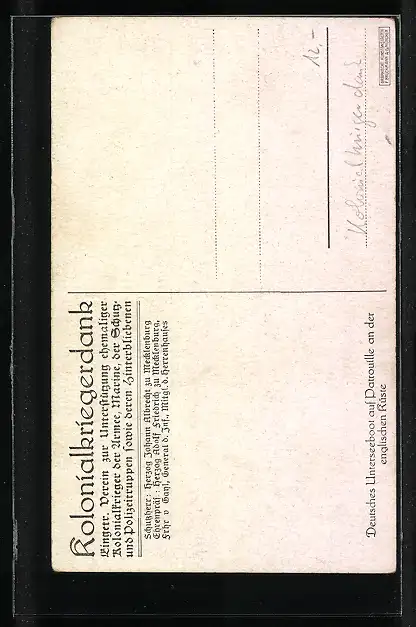 Kolonialkriegerdank
Eingetr. Verein zur Unterstützung ehemaliger
Kolonialkrieger der Armee, Marine, der Schutz-
und Polizeitruppen sowie deren Hinterbliebenen
Schutzherr: Herzog Johann Albrecht zu Mecklenburg
Ehrenpräs.: Herzog Adolf Friedrich zu Mecklenburg,
Frhr v Gayl, General d. Inf., Mitgl. d. Herrenhauses
Deutsches Unterseeboot auf Patrouille an der
englischen Küste
12,-
Kolonialkriegerdank